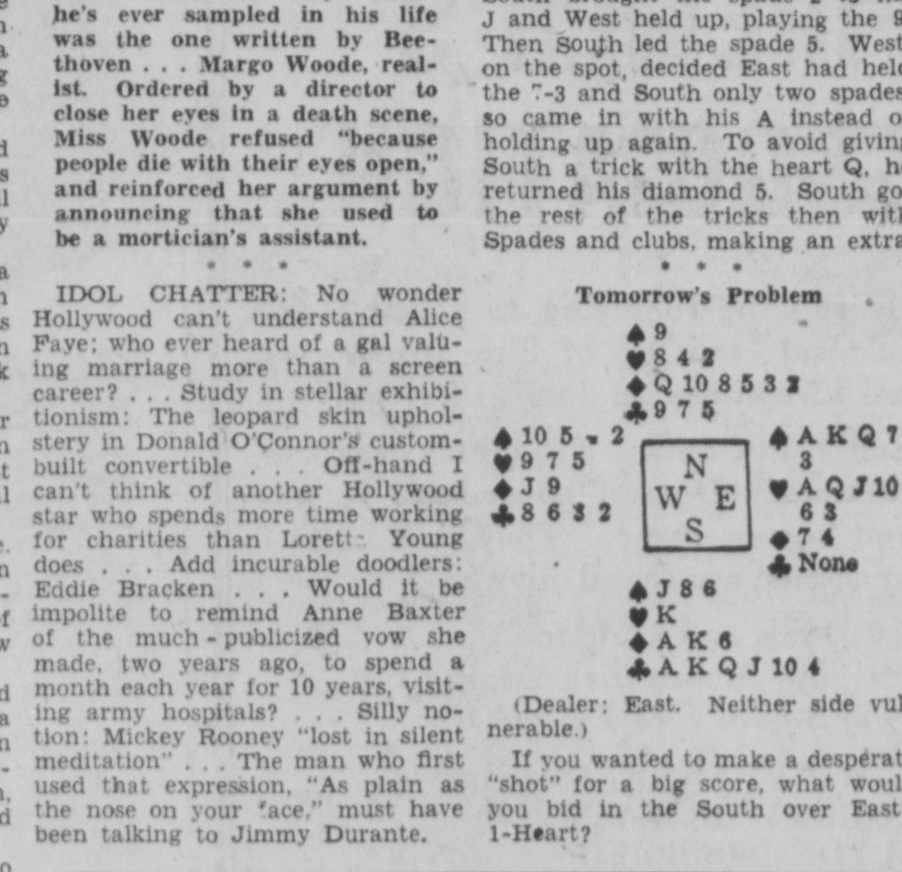 he's ever sampled in his life
was the one written by Bee-
thoven . . . Margo Woode, real-
ist. Ordered by a director to
close her eyes in a death scene,
Miss Woode refused "because
people die with their eyes open,"
and reinforced her argument by
announcing that she used to
be a mortician's assistant.
* * *
IDOL CHATTER: No wonder
Hollywood can't understand Alice
Faye; who ever heard of a gal valu-
ing marriage more than a screen
career? . . . Study in stellar exhibi-
tionism: The leopard skin uphol-
stery in Donald O'Connor's custom-
built convertible . . . Off-hand I
can't think of another Hollywood
star who spends more time working
for charities than Lorett Young
does . . . Add incurable doodlers:
Eddie Bracken . . . Would it be
impolite to remind Anne Baxter
of the much-publicized vow she
made, two years ago, to spend a
month each year for 10 years, visit-
ing army hospitals? . . . Silly no-
tion: Mickey Rooney "lost in silent
meditation" . . . The man who first
used that expression, "As plain as
the nose on your face," must have
been talking to Jimmy Durante.
J and West held up, playing the 9
Then South led the spade 5. West
on the spot, decided East had held
the -3 and South only two spades
so came in with his A instead o
holding up again. To avoid giving
South a trick with the heart Q, he
returned his diamond 5. South go
the rest of the tricks then with
Spades and clubs, making an extra
* * *
Tomorrow's Problem
♠ 9
♥ 8 4 2
♦ Q 10 8 5 3 2
♣ 9 7 5
♠ 10 5 2
♥ 9 7 5
♦ J 9
♣ 8 6 3 2
N
W E
S
♠ A K Q 7
3
♥ A Q J 10
6 3
♦ 7 4
♣ None
♠ J 8 6
♥ K
♦ A K 6
♣ A K Q J 10 4
(Dealer: East. Neither side vul
nerable.)
If you wanted to make a desperat
"shot" for a big score, what woul
you bid in the South over East
1-Heart?